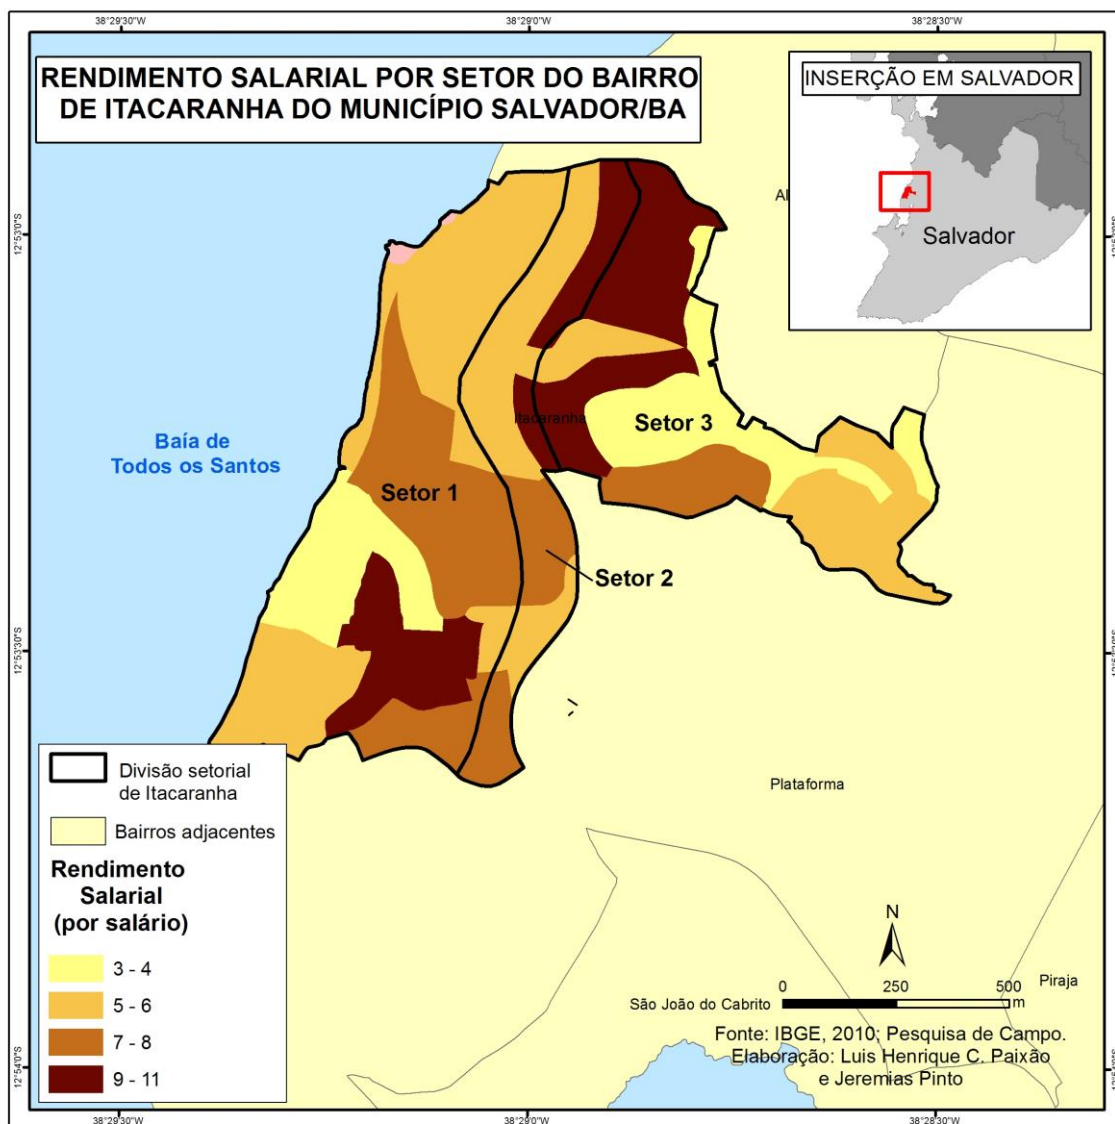 38°29'30"W
38°29'0"W
38°28'30"W
RENDIMENTO SALARIAL POR SETOR DO BAIRRO
DE ITACARANHA DO MUNICÍPIO SALVADOR/BA
INSERÇÃO EM SALVADOR
Salvador
Al
12°53'0"S
Itacaranha
Setor 3
Baía de
Todos os Santos
Setor 1
Setor 2
12°53'30"S
Plataforma
Divisão setorial
de Itacaranha
Bairros adjacentes
Rendimento
Salarial
(por salário)
3 - 4
5 - 6
7 - 8
9 - 11
N
Piraja
0 250 500
m
São João do Cabrito
Fonte: IBGE, 2010; Pesquisa de Campo.
Elaboração: Luis Henrique C. Paixão
e Jeremias Pinto
12°54'0"S
38°29'30"W
38°29'0"W
38°28'30"W